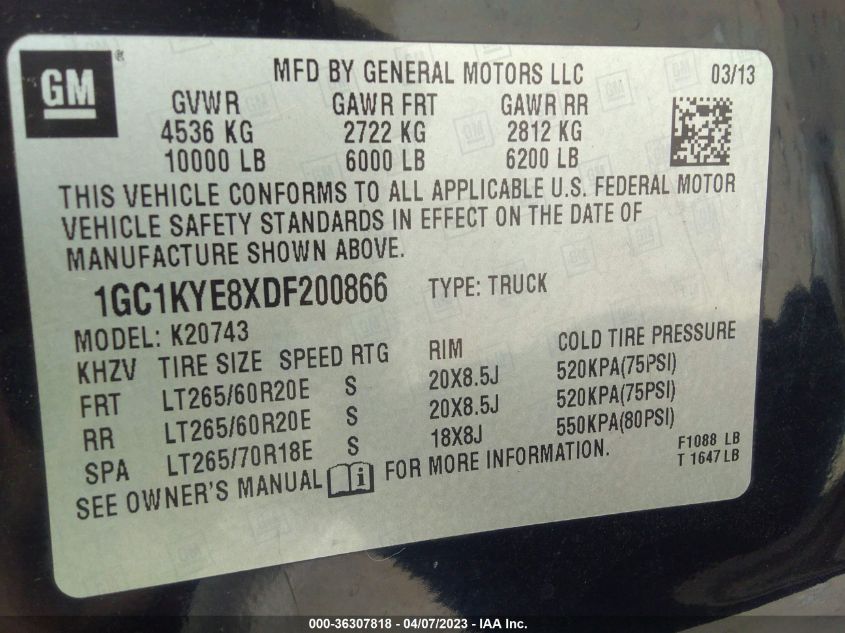 GM®
MFD BY GENERAL MOTORS LLC 03/13
GVWR GAWR FRT GAWR RR
4536 KG 2722 KG 2812 KG
10000 LB 6000 LB 6200 LB
THIS VEHICLE CONFORMS TO ALL APPLICABLE U.S. FEDERAL MOTOR
VEHICLE SAFETY STANDARDS IN EFFECT ON THE DATE OF
MANUFACTURE SHOWN ABOVE.
1GC1KYE8XDF200866 TYPE: TRUCK
MODEL: K20743
KHZV TIRE SIZE SPEED RTG RIM COLD TIRE PRESSURE
FRT LT265/60R20E S 20X8.5J 520KPA(75PSI)
RR LT265/60R20E S 20X8.5J 520KPA(75PSI)
SPA LT265/70R18E S 18X8J 550KPA(80PSI)
SEE OWNER'S MANUAL i FOR MORE INFORMATION.
F1088 LB
T 1647LB
000-36307818 - 04/07/2023 - IAA Inc.